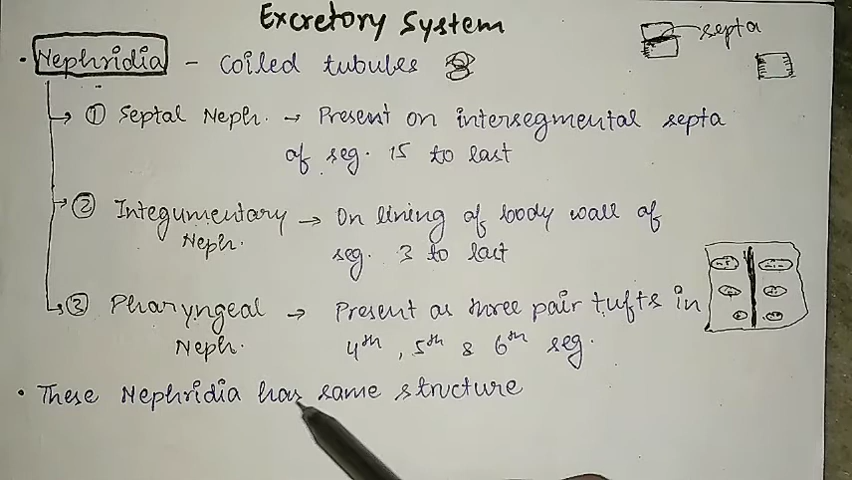 Excretory System
septa
• Nephridia - coiled tubules
→ ① Septal Neph. → Present on intersegmental septa
of seg. 15 to last
→ ② Integumentary Neph. → On lining of body wall of
seg. 3 to last
→ ③ Pharyngeal Neph. → Present as three pair tufts in
4th, 5th & 6th seg.
• These Nephridia has same structure